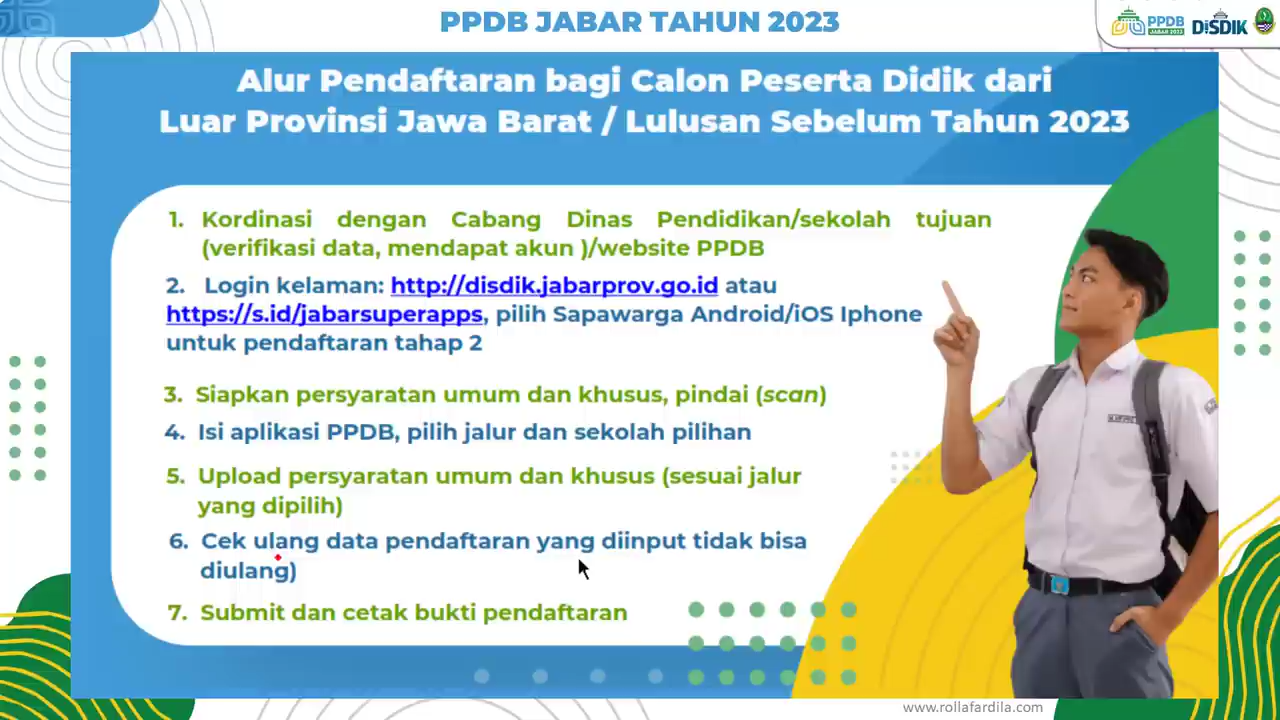 PPDB JABAR TAHUN 2023
PPDB
JABAR 2023
DISDIK
Alur Pendaftaran bagi Calon Peserta Didik dari
Luar Provinsi Jawa Barat / Lulusan Sebelum Tahun 2023
1. Kordinasi dengan Cabang Dinas Pendidikan/sekolah tujuan
(verifikasi data, mendapat akun )/website PPDB
2. Login kelaman: http://disdik.jabarprov.go.id atau
https://s.id/jabarsuperapps, pilih Sapawarga Android/iOS Iphone
untuk pendaftaran tahap 2
3. Siapkan persyaratan umum dan khusus, pindai (scan)
4. Isi aplikasi PPDB, pilih jalur dan sekolah pilihan
5. Upload persyaratan umum dan khusus (sesuai jalur
yang dipilih)
6. Cek ulang data pendaftaran yang diinput tidak bisa
diulang)
7. Submit dan cetak bukti pendaftaran
www.rollafardila.com